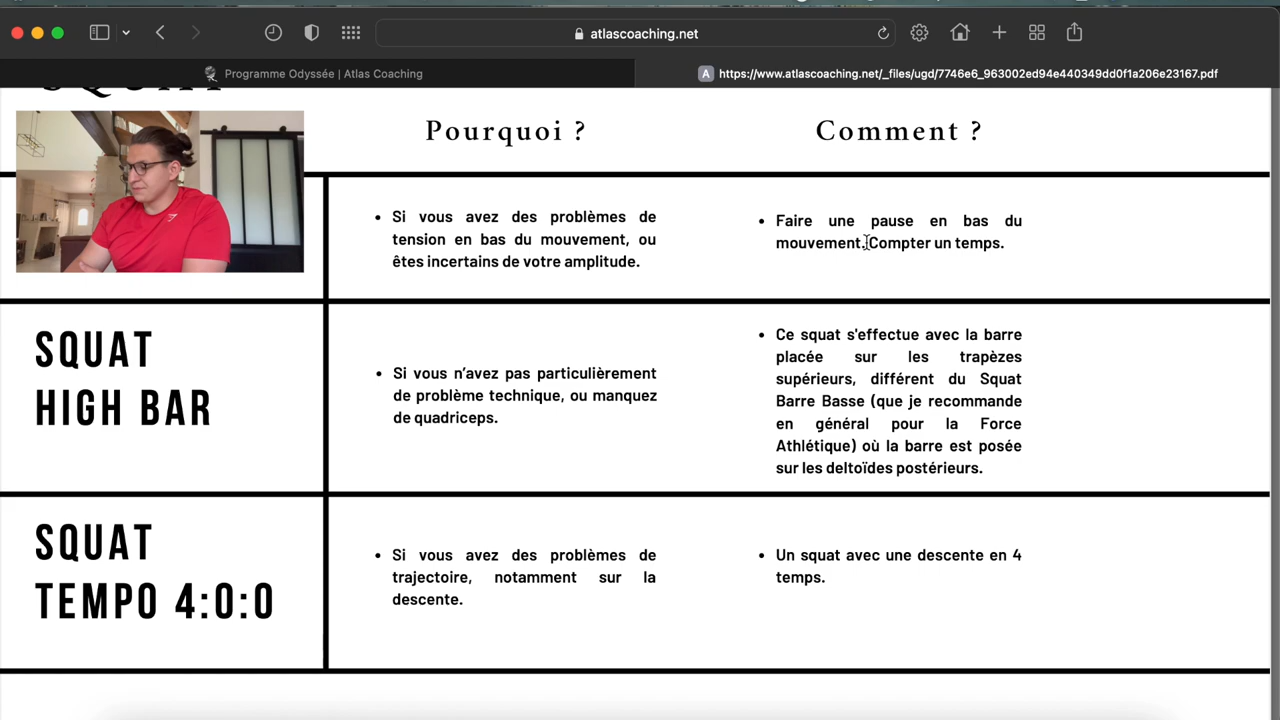 atlascoaching.net
Programme Odyssée | Atlas Coaching
A https://www.atlascoaching.net/_files/ugd/7746e6_963002ed94e440349dd0f1a206e23167.pdf
SQUAT
Pourquoi ?
Comment ?
• Si vous avez des problèmes de
tension en bas du mouvement, ou
êtes incertains de votre amplitude.
• Faire une pause en bas du
mouvement. Compter un temps.
SQUAT
HIGH BAR
• Si vous n’avez pas particulièrement
de problème technique, ou manquez
de quadriceps.
• Ce squat s'effectue avec la barre
placée sur les trapèzes
supérieurs, différent du Squat
Barre Basse (que je recommande
en général pour la Force
Athlétique) où la barre est posée
sur les deltoïdes postérieurs.
SQUAT
TEMPO 4:0:0
• Si vous avez des problèmes de
trajectoire, notamment sur la
descente.
• Un squat avec une descente en 4
temps.